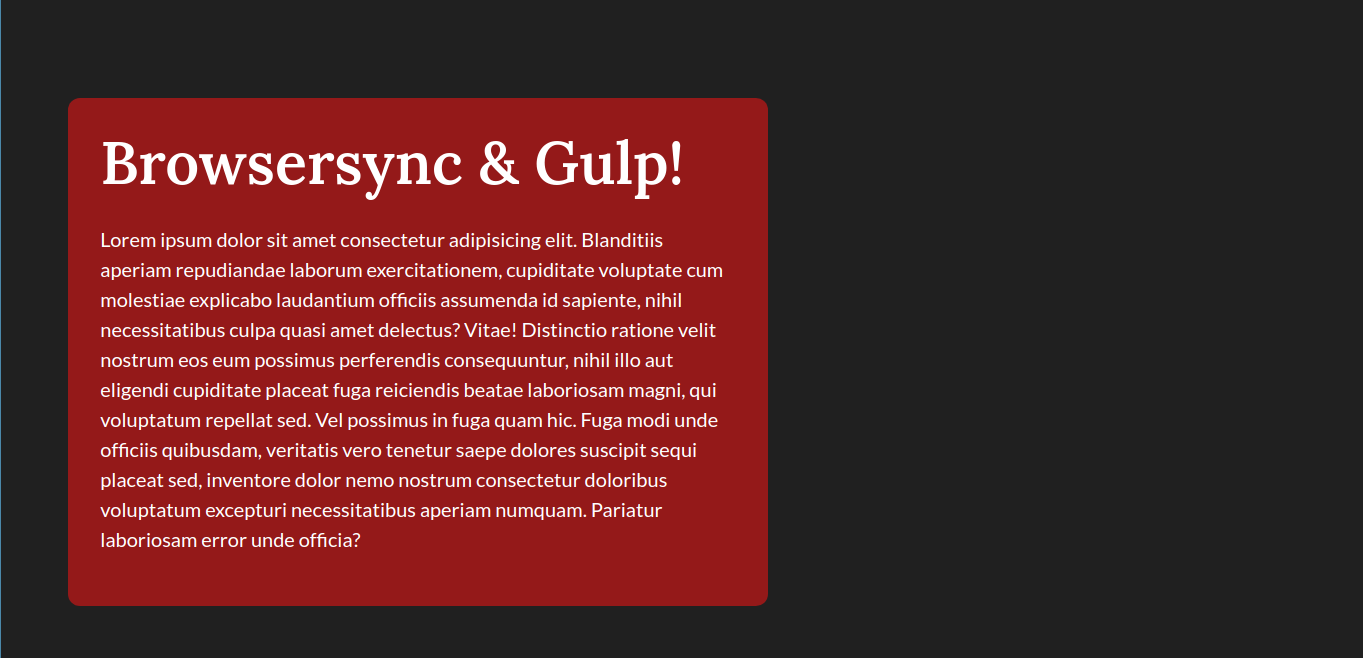 Browsersync & Gulp!
Lorem ipsum dolor sit amet consectetur adipisicing elit. Blanditiis
aperiam repudiandae laborum exercitationem, cupiditate voluptate cum
molestiae explicabo laudantium officiis assumenda id sapiente, nihil
necessitatibus culpa quasi amet delectus? Vitae! Distinctio ratione velit
nostrum eos eum possimus perferendis consequuntur, nihil illo aut
eligendi cupiditate placeat fuga reiciendis beatae laboriosam magni, qui
voluptatum repellat sed. Vel possimus in fuga quam hic. Fuga modi unde
officiis quibusdam, veritatis vero tenetur saepe dolores suscipit sequi
placeat sed, inventore dolor nemo nostrum consectetur doloribus
voluptatum excepturi necessitatibus aperiam numquam. Pariatur
laboriosam error unde officia?